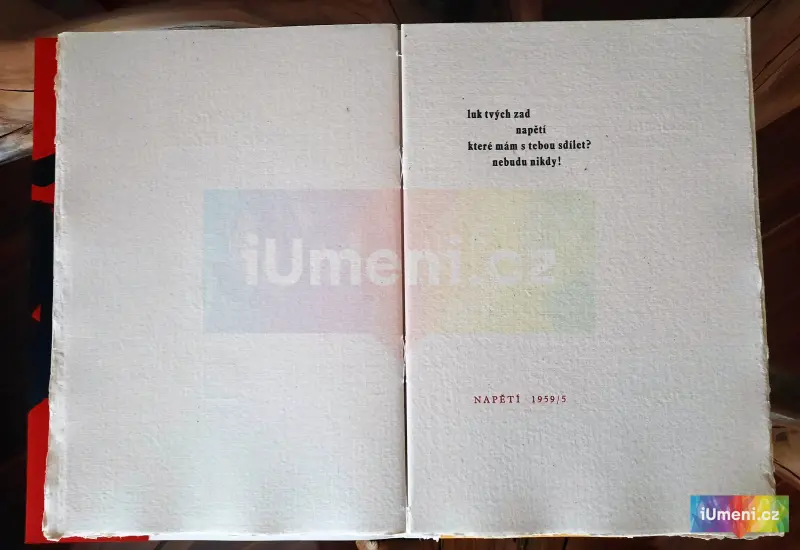 luk tvých zad
napětí
které mám s tebou sdílet?
nebudu nikdy!
iUmeni.cz
NAPĚTÍ 1959/5
iUmeni.cz